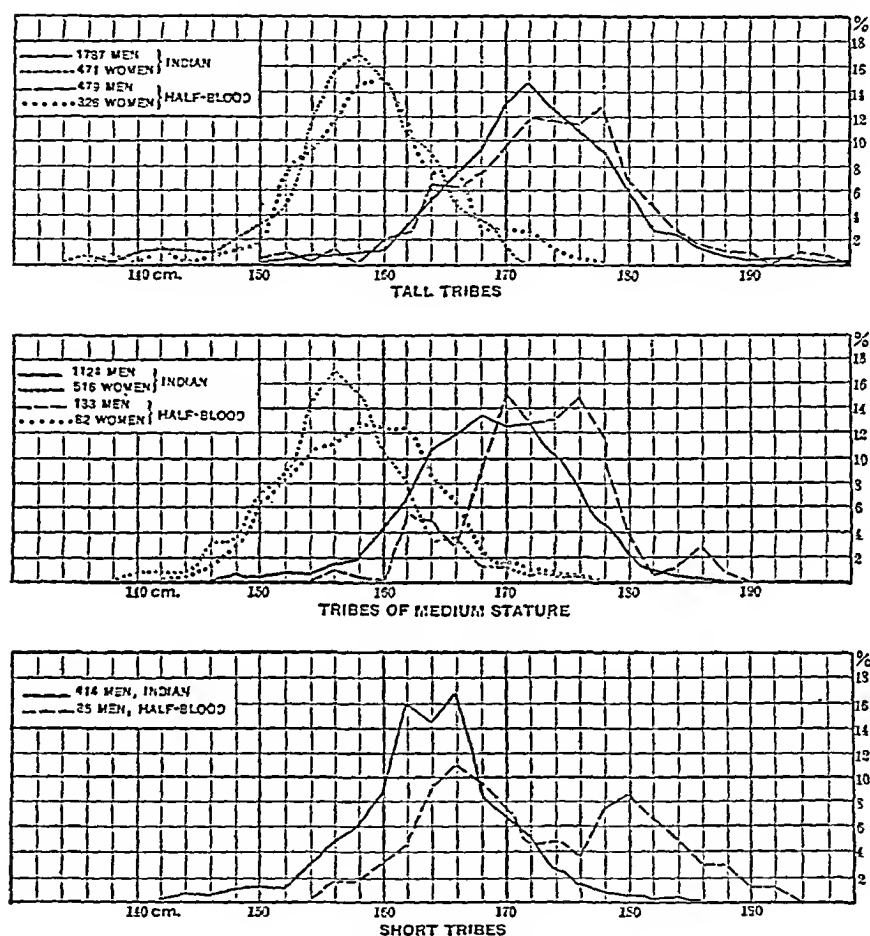 %
18
16
14
12
10
8
6
4
2
1787 MEN
471 WOMEN
INDIAN
479 MEN
326 WOMEN
HALF-BLOOD
140 cm. 150 160 170 180 190
TALL TRIBES
%
18
16
14
12
10
8
6
4
2
1124 MEN
516 WOMEN
INDIAN
133 MEN
82 WOMEN
HALF-BLOOD
140 cm. 150 160 170 180 190
TRIBES OF MEDIUM STATURE
%
18
16
14
12
10
8
6
4
2
414 MEN, INDIAN
25 MEN, HALF-BLOOD
140 cm. 150 160 170 180 190
SHORT TRIBES